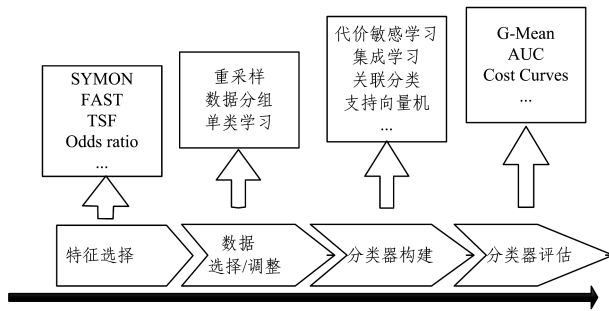 SYMON
FAST
TSF
Odds ratio
...
重采样
数据分组
单类学习
代价敏感学习
集成学习
关联分类
支持向量机
...
G-Mean
AUC
Cost Curves
...
特征选择
数据
选择/调整
分类器构建
分类器评估